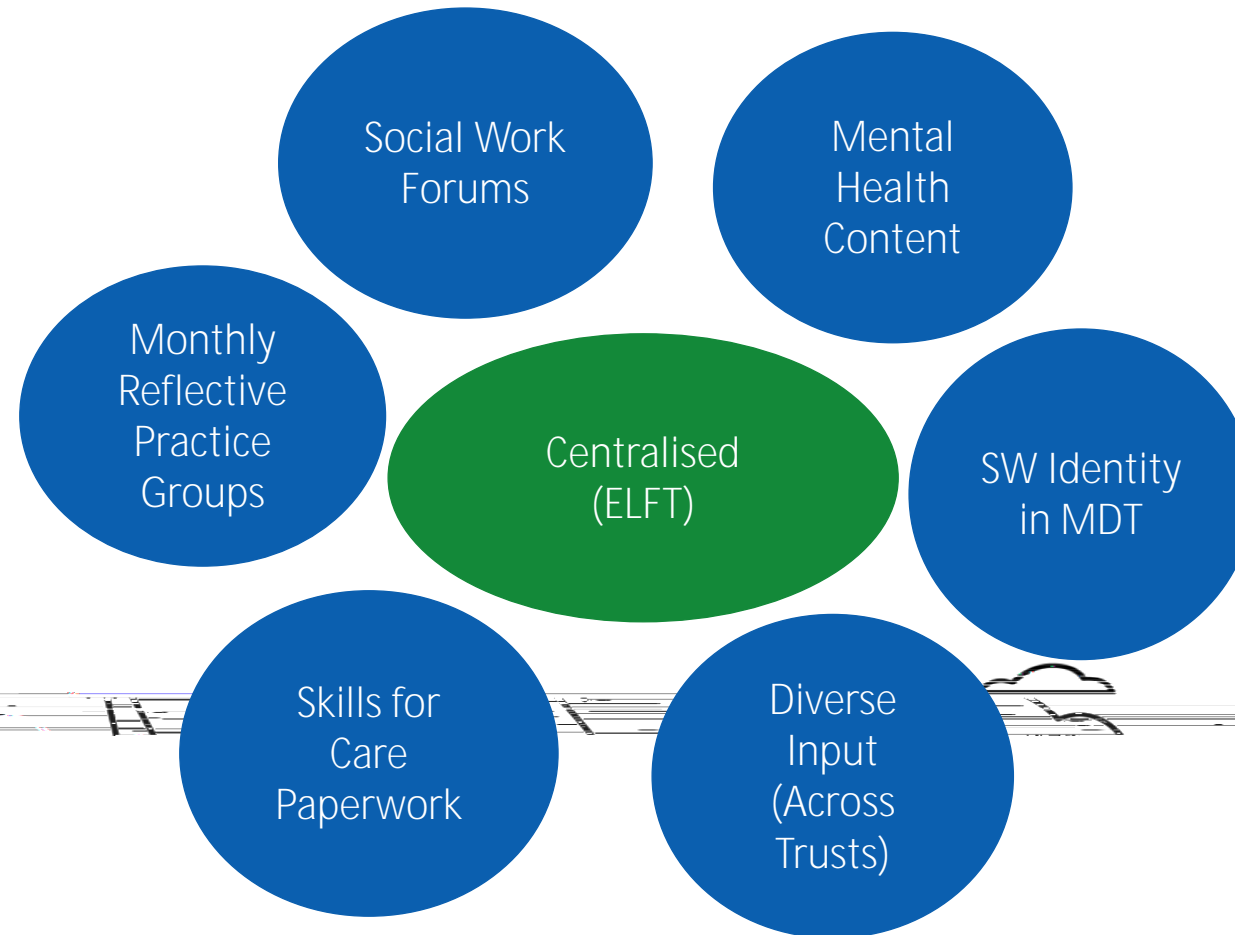 Social Work
Forums
Mental
Health
Content
Monthly
Reflective
Practice
Groups
Centralised
(ELFT)
SW Identity
in MDT
Skills for
Care
Paperwork
Diverse
Input
(Across
Trusts)